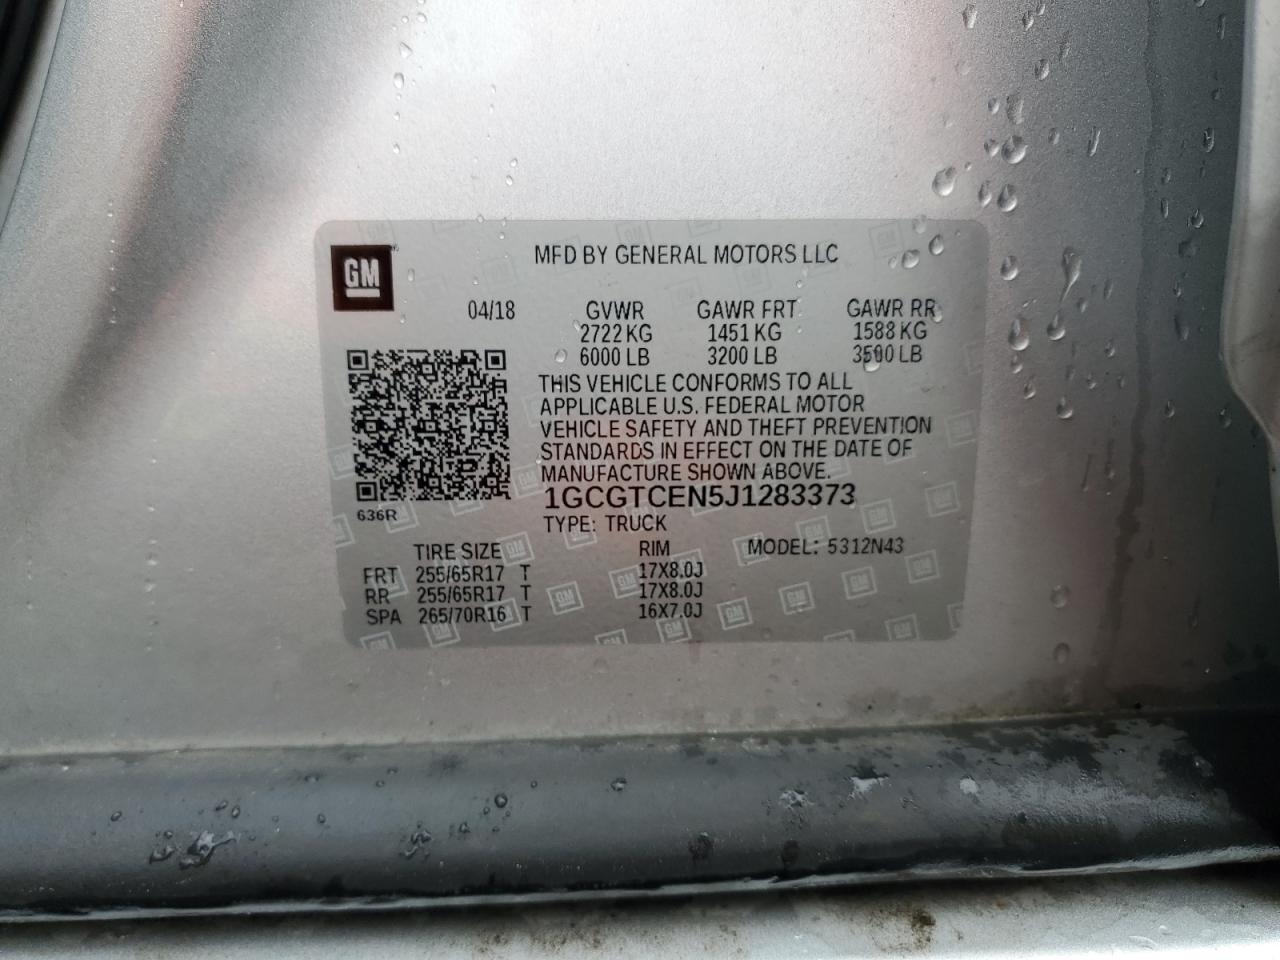 MFD BY GENERAL MOTORS LLC
GM
04/18 GVWR GAWR FRT GAWR RR
2722 KG 1451 KG 1588 KG
6000 LB 3200 LB 3500 LB
THIS VEHICLE CONFORMS TO ALL
APPLICABLE U.S. FEDERAL MOTOR
VEHICLE SAFETY AND THEFT PREVENTION
STANDARDS IN EFFECT ON THE DATE OF
MANUFACTURE SHOWN ABOVE.
1GCGTCEN5J1283373
636R
TYPE: TRUCK
TIRE SIZE RIM MODEL: 5312N43
FRT 255/65R17 T 17X8.0J
RR 255/65R17 T 17X8.0J
SPA 265/70R16 T 16X7.0J